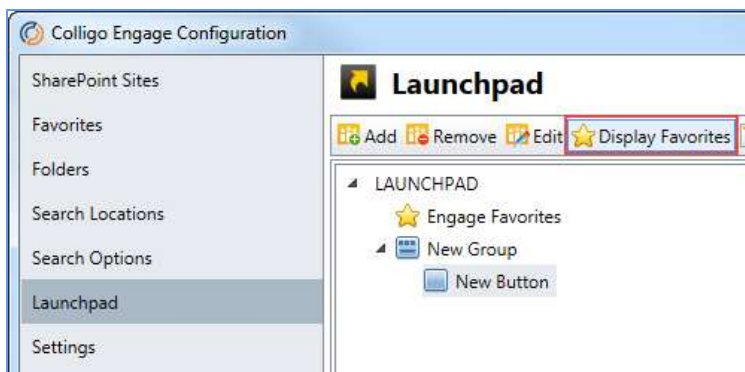 Colligo Engage Configuration
SharePoint Sites
Favorites
Folders
Search Locations
Search Options
Launchpad
Settings
Launchpad
Add Remove Edit Display Favorites
LAUNCHPAD
Engage Favorites
New Group
New Button